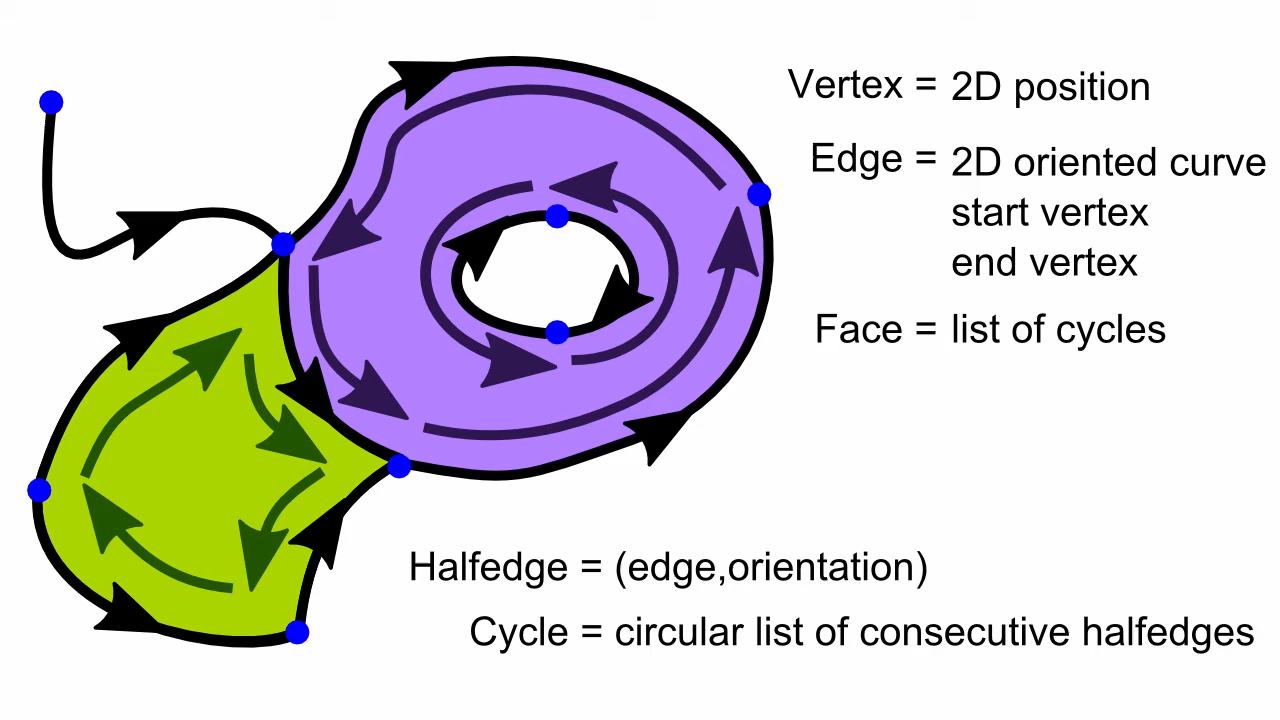 Vertex = 2D position
Edge = 2D oriented curve
start vertex
end vertex
Face = list of cycles
Halfedge = (edge,orientation)
Cycle = circular list of consecutive halfedges